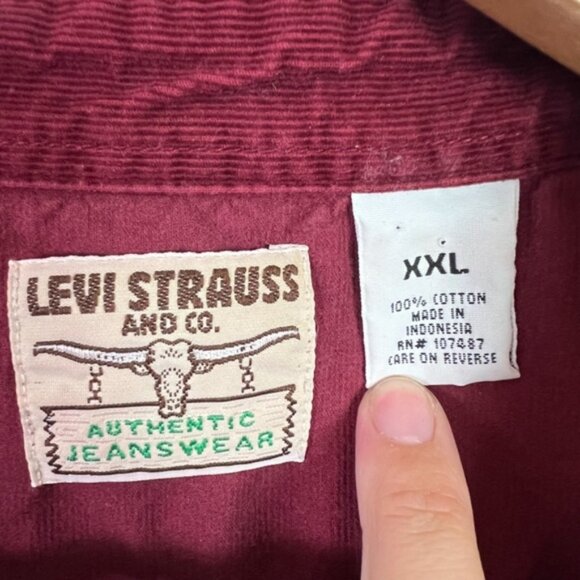 LEVI STRAUSS
AND CO.
AUTHENTIC
JEANSWEAR
XXL
100% COTTON
MADE IN
INDONESIA
RN# 107487
CARE ON REVERSE